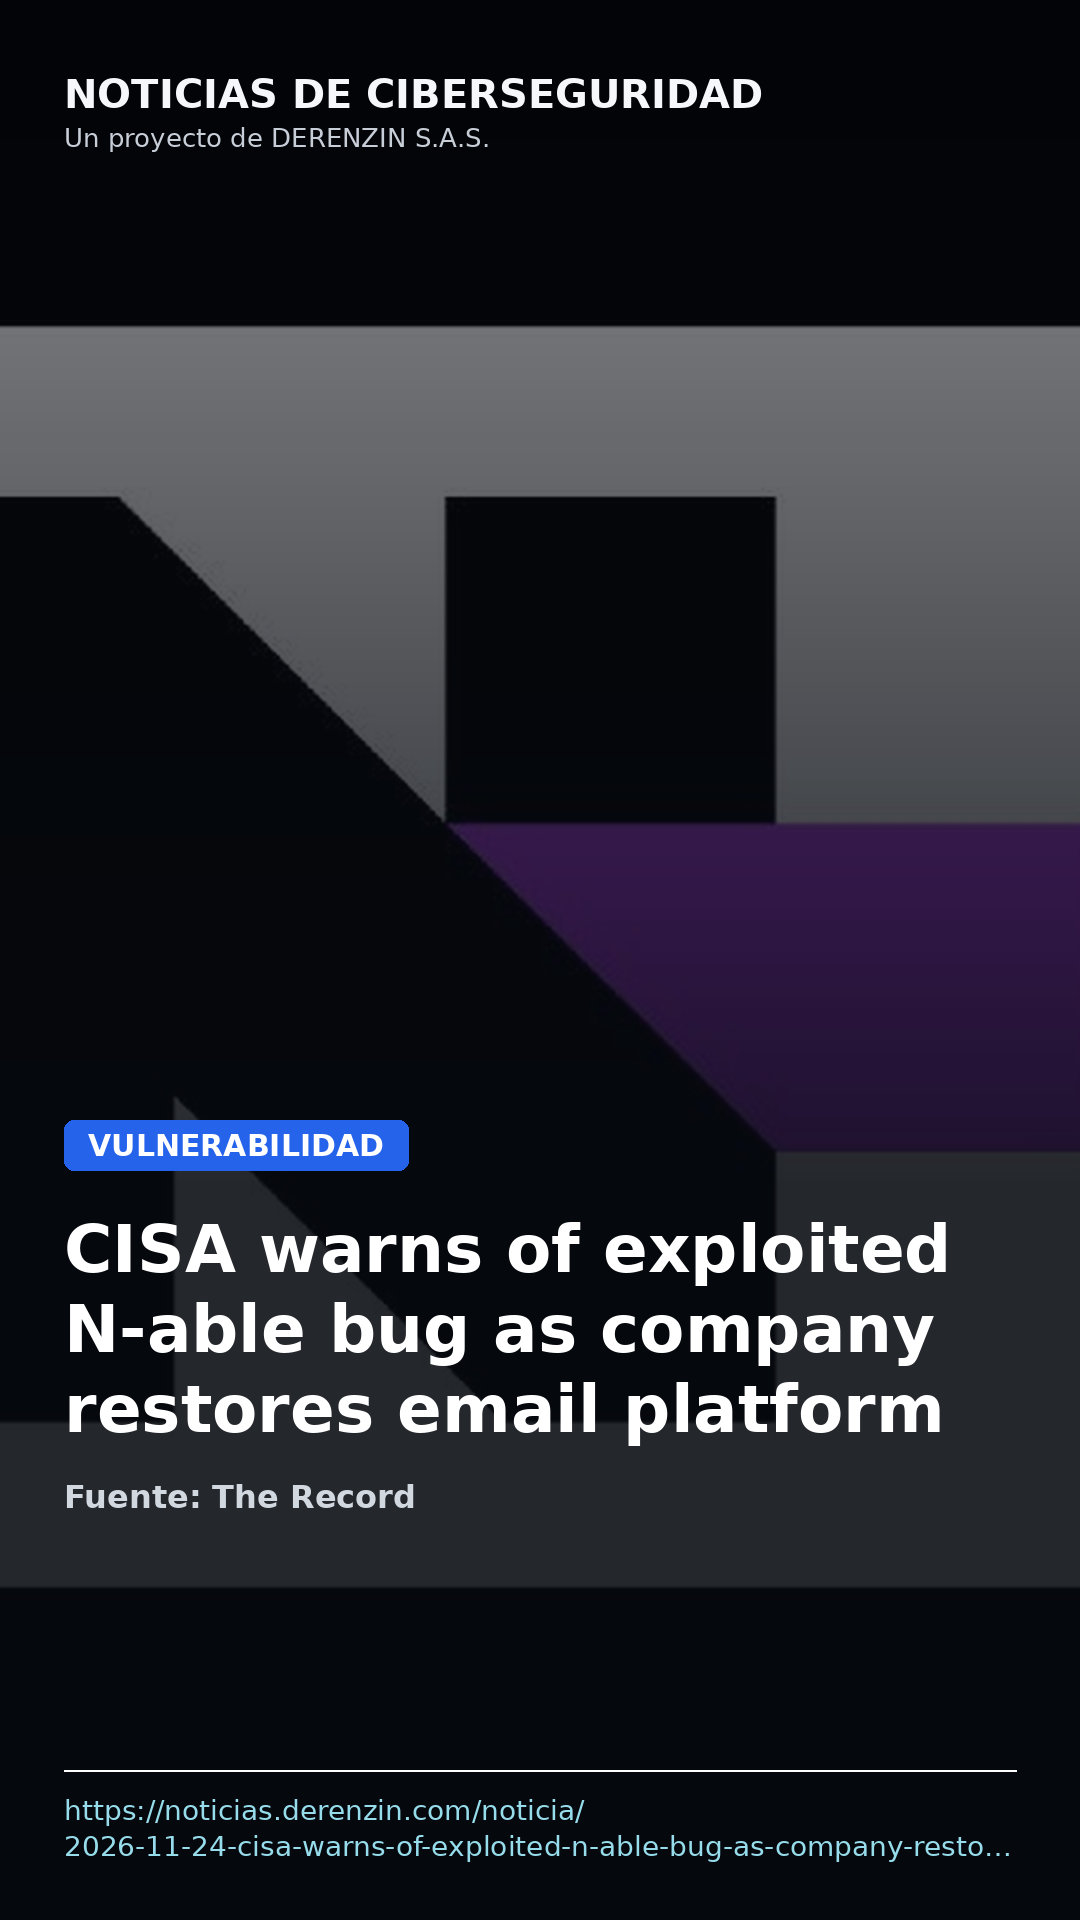 NOTICIAS DE CIBERSEGURIDAD
Un proyecto de DERENZIN S.A.S.
VULNERABILIDAD
CISA warns of exploited
N-able bug as company
restores email platform
Fuente: The Record
https://noticias.derenzin.com/noticia/
2026-11-24-cisa-warns-of-exploited-n-able-bug-as-company-resto…